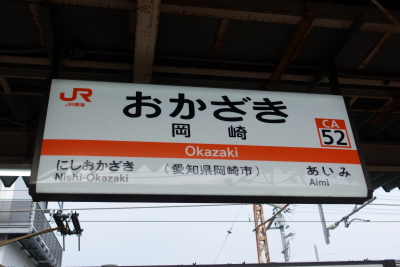 JR
JR東海
おかざき
岡崎
CA
52
Okazaki
にしおかざき
Nishi-Okazaki
(愛知県岡崎市)
あいみ
Aimi